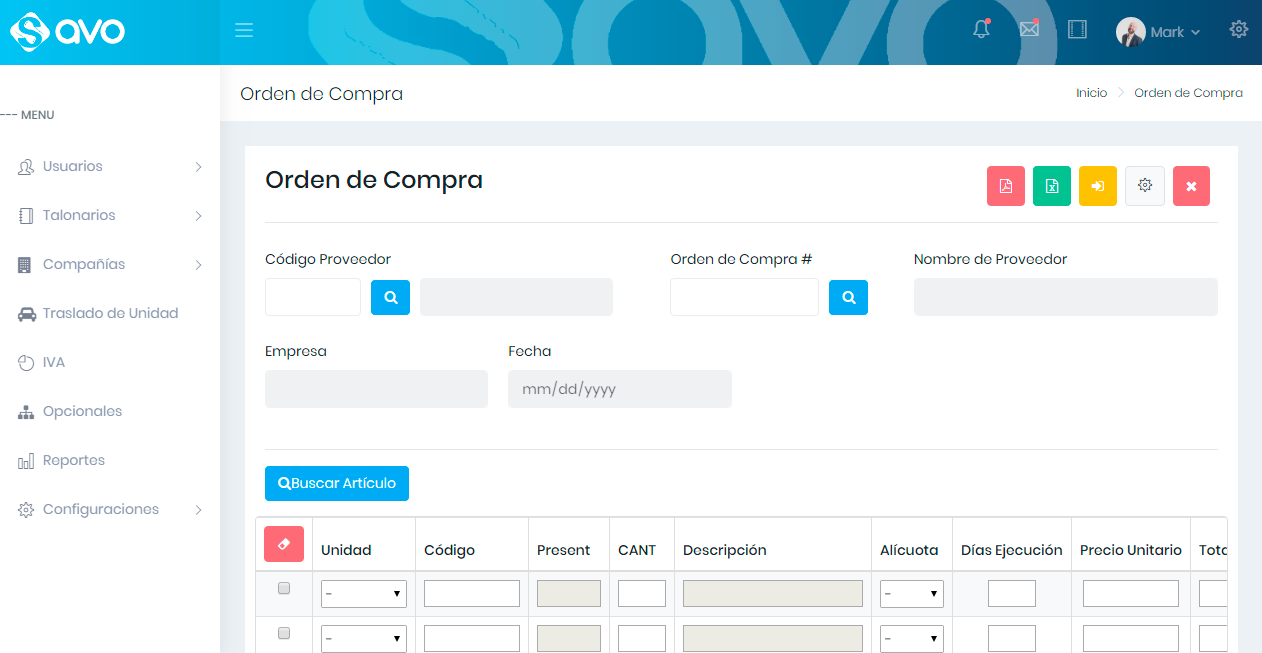 avo
Mark
Orden de Compra
Inicio
Orden de Compra
--- MENU
Usuarios
Talonarios
Compañías
Traslado de Unidad
IVA
Opcionales
Reportes
Configuraciones
Orden de Compra
Código Proveedor
Orden de Compra #
Nombre de Proveedor
Empresa
Fecha
mm/dd/yyyy
Buscar Artículo
Unidad Código Present CANT Descripción Alícuota Días Ejecución Precio Unitario
- -
- -